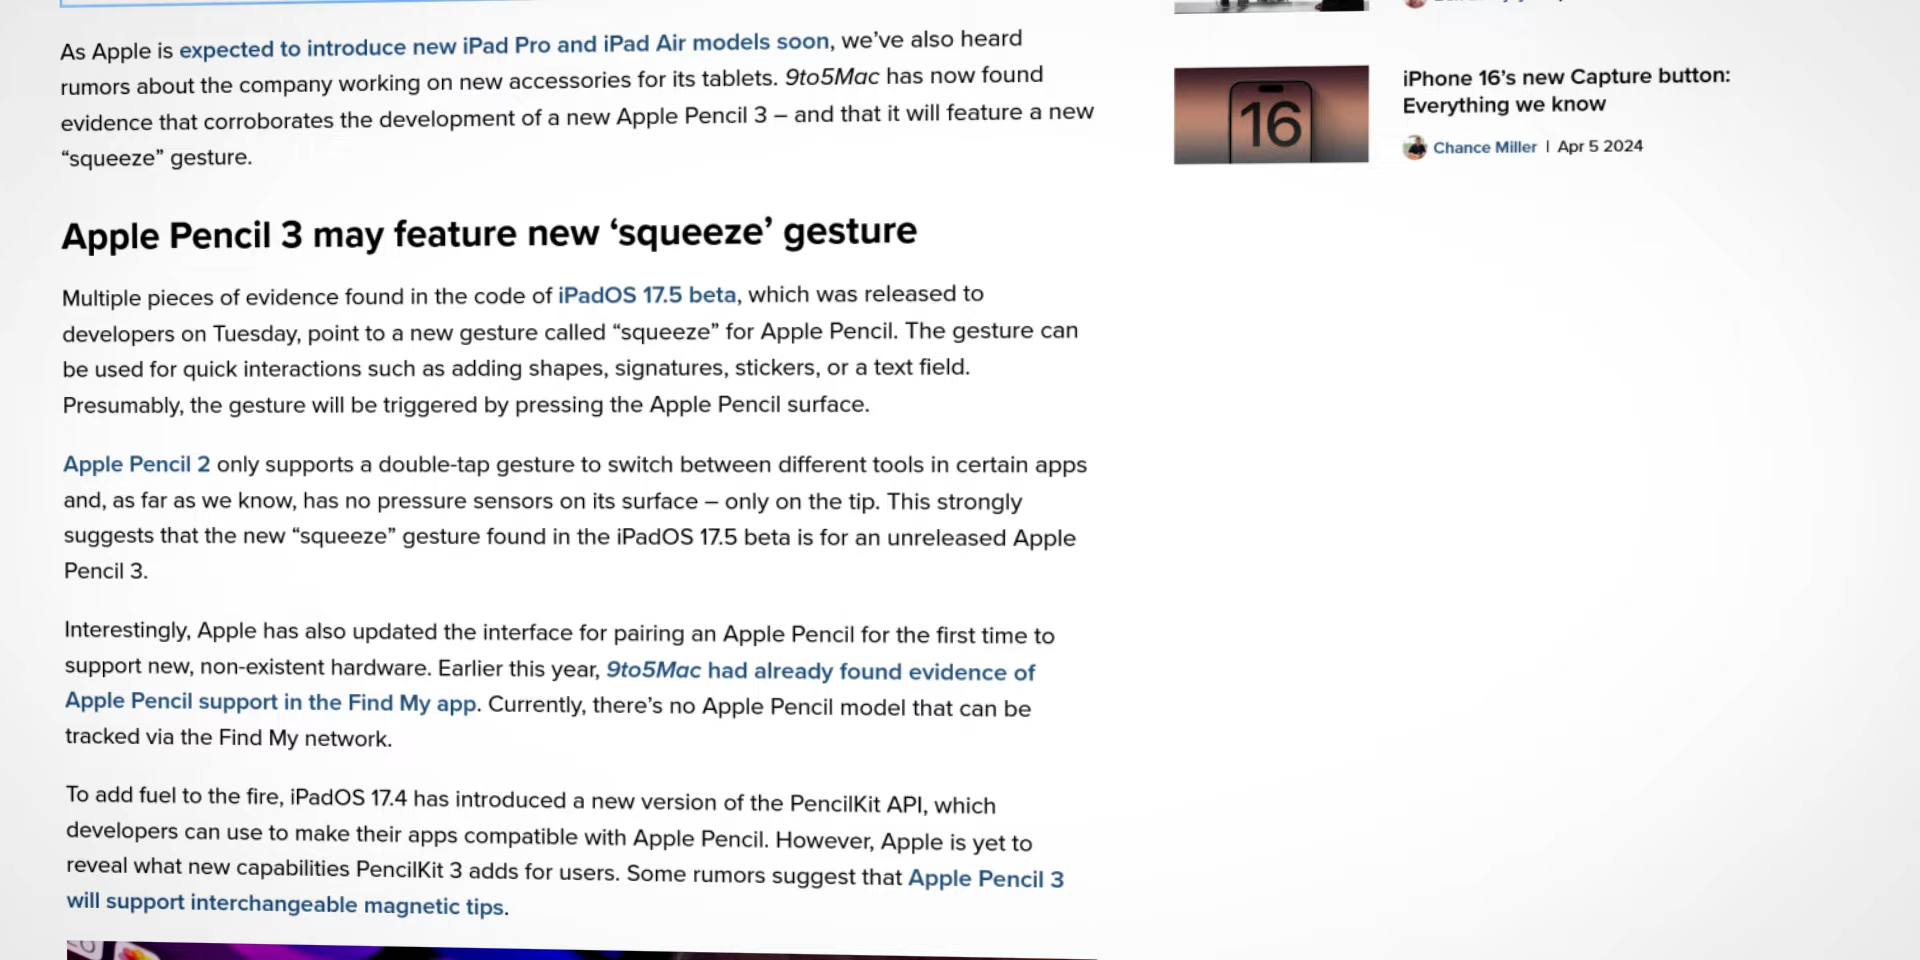 As Apple is expected to introduce new iPad Pro and iPad Air models soon, we’ve also heard
rumors about the company working on new accessories for its tablets. 9to5Mac has now found
evidence that corroborates the development of a new Apple Pencil 3 – and that it will feature a new
“squeeze” gesture.
Apple Pencil 3 may feature new ‘squeeze’ gesture
Multiple pieces of evidence found in the code of iPadOS 17.5 beta, which was released to
developers on Tuesday, point to a new gesture called “squeeze” for Apple Pencil. The gesture can
be used for quick interactions such as adding shapes, signatures, stickers, or a text field.
Presumably, the gesture will be triggered by pressing the Apple Pencil surface.
Apple Pencil 2 only supports a double-tap gesture to switch between different tools in certain apps
and, as far as we know, has no pressure sensors on its surface – only on the tip. This strongly
suggests that the new “squeeze” gesture found in the iPadOS 17.5 beta is for an unreleased Apple
Pencil 3.
Interestingly, Apple has also updated the interface for pairing an Apple Pencil for the first time to
support new, non-existent hardware. Earlier this year, 9to5Mac had already found evidence of
Apple Pencil support in the Find My app. Currently, there’s no Apple Pencil model that can be
tracked via the Find My network.
To add fuel to the fire, iPadOS 17.4 has introduced a new version of the PencilKit API, which
developers can use to make their apps compatible with Apple Pencil. However, Apple is yet to
reveal what new capabilities PencilKit 3 adds for users. Some rumors suggest that Apple Pencil 3
will support interchangeable magnetic tips.
16
iPhone 16’s new Capture button:
Everything we know
Chance Miller | Apr 5 2024